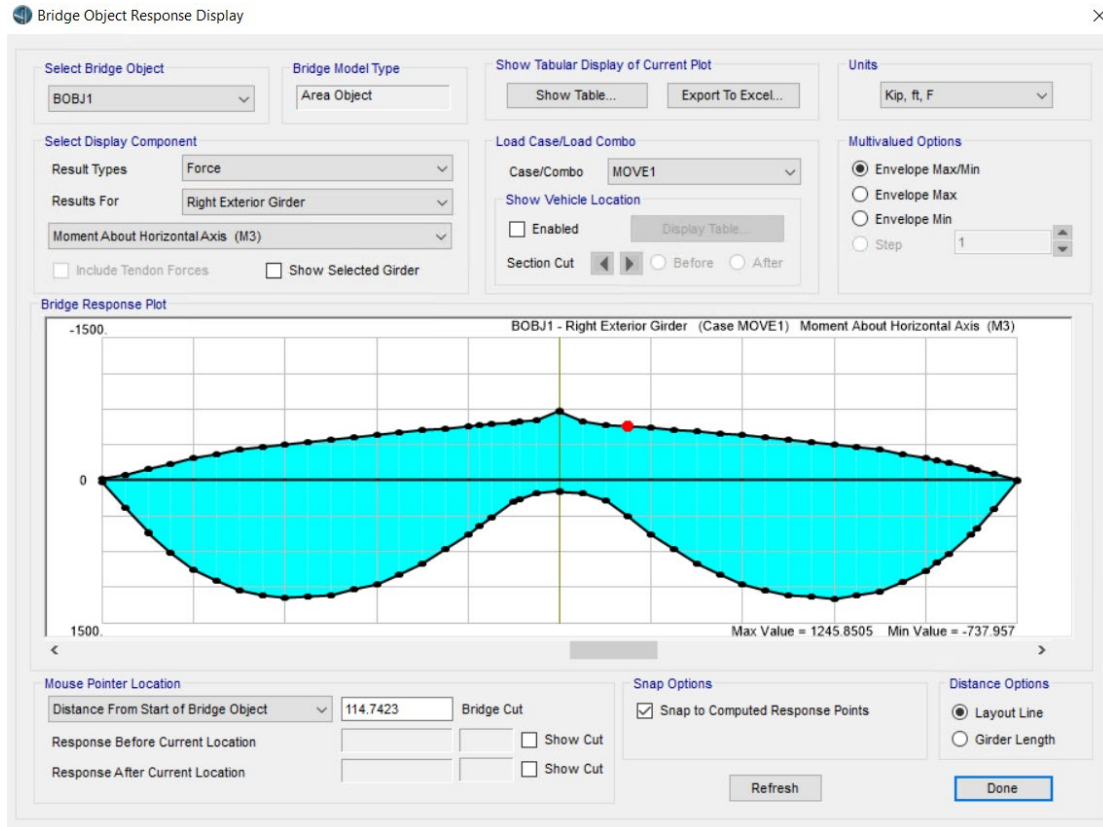 Bridge Object Response Display
Select Bridge Object
BOBJ1
Bridge Model Type
Area Object
Show Tabular Display of Current Plot
Show Table...
Export To Excel...
Units
Kip, ft, F
Select Display Component
Result Types
Force
Results For
Right Exterior Girder
Moment About Horizontal Axis (M3)
Include Tendon Forces
Show Selected Girder
Load Case/Load Combo
Case/Combo
MOVE1
Show Vehicle Location
Enabled
Display Table...
Section Cut
Before
After
Multivalued Options
Envelope Max/Min
Envelope Max
Envelope Min
Step
1
Bridge Response Plot
-1500.
BOBJ1 - Right Exterior Girder (Case MOVE1) Moment About Horizontal Axis (M3)
0
1500.
Max Value = 1245.8505 Min Value = -737.957
Mouse Pointer Location
Distance From Start of Bridge Object
114.7423
Bridge Cut
Response Before Current Location
Show Cut
Response After Current Location
Show Cut
Snap Options
Snap to Computed Response Points
Distance Options
Layout Line
Girder Length
Refresh
Done